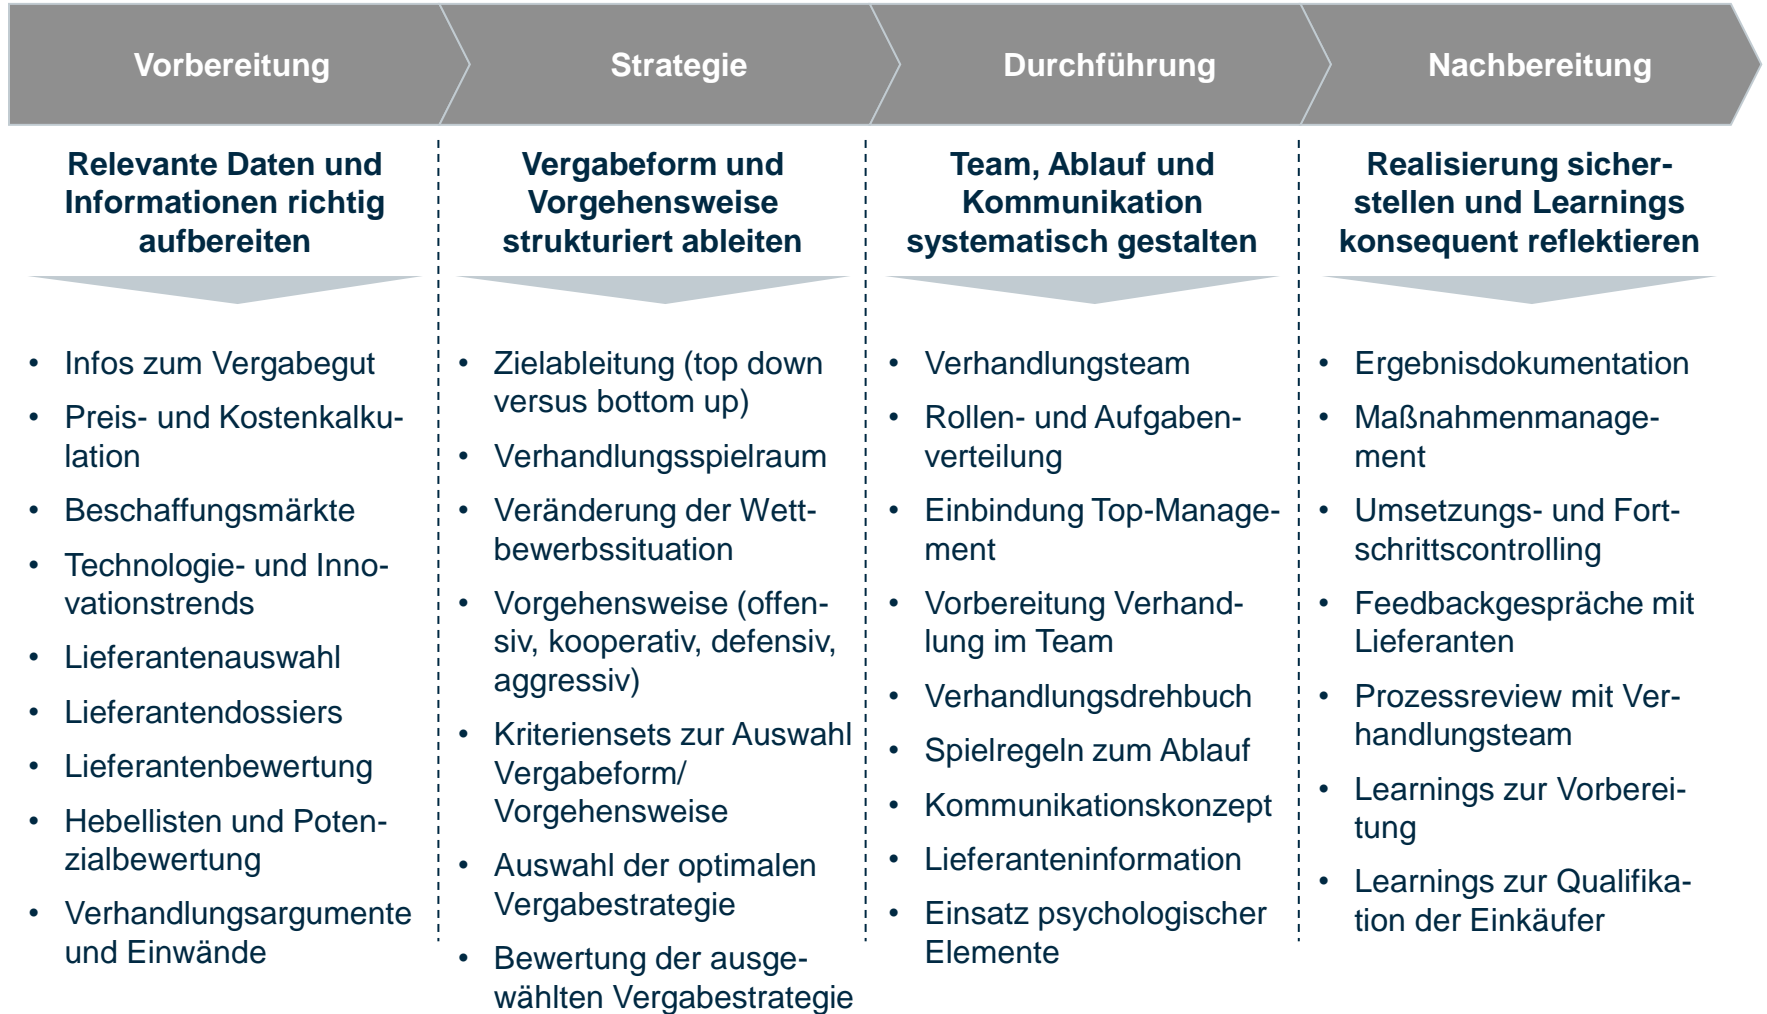 Vorbereitung
Strategie
Durchführung
Nachbereitung
Relevante Daten und
Informationen richtig
aufbereiten
Vergabeform und
Vorgehensweise
strukturiert ableiten
Team, Ablauf und
Kommunikation
systematisch gestalten
Realisierung sicher-
stellen und Learnings
konsequent reflektieren
• Infos zum Vergabegut
• Preis- und Kostenkalku-
lation
• Beschaffungsmärkte
• Technologie- und Inno-
vationstrends
• Lieferantenauswahl
• Lieferantendossiers
• Lieferantenbewertung
• Hebellisten und Poten-
zialbewertung
• Verhandlungsargumente
und Einwände
• Zielableitung (top down
versus bottom up)
• Verhandlungsspielraum
• Veränderung der Wett-
bewerbssituation
• Vorgehensweise (offen-
siv, kooperativ, defensiv,
aggressiv)
• Kriteriensets zur Auswahl
Vergabeform/
Vorgehensweise
• Auswahl der optimalen
Vergabestrategie
• Bewertung der ausge-
wählten Vergabestrategie
• Verhandlungsteam
• Rollen- und Aufgaben-
verteilung
• Einbindung Top-Manage-
ment
• Vorbereitung Verhand-
lung im Team
• Verhandlungsdrehbuch
• Spielregeln zum Ablauf
• Kommunikationskonzept
• Lieferanteninformation
• Einsatz psychologischer
Elemente
• Ergebnisdokumentation
• Maßnahmenmanage-
ment
• Umsetzungs- und Fort-
schrittscontrolling
• Feedbackgespräche mit
Lieferanten
• Prozessreview mit Ver-
handlungsteam
• Learnings zur Vorberei-
tung
• Learnings zur Qualifika-
tion der Einkäufer